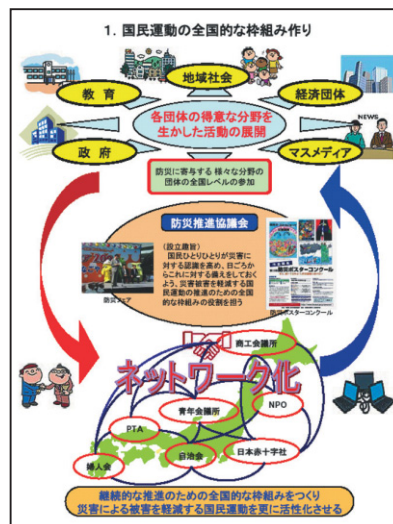 1. 国民運動の全国的な枠組み作り
地域社会
教 育
経済団体
各団体の得意な分野を
生かした活動の展開
NEWS
政 府
マスメディア
防災に寄与する 様々な分野の
団体の全国レベルの参加
防災推進協議会
(設立趣旨)
国民ひとりひとりが災害に
対する認識を高め、日ごろか
らこれに対する備えをしてお
く よう、災害被害を軽減する国
民運動の推進のための全国
的な枠組みの役割を担う
防災フェア
防災ポスターコンクール
商工会議所
ネットワーク化
青年会議所
NPO
PTA
日本赤十字社
自治会
婦人会
継続的な推進のための全国的な枠組みをつくり
災害による被害を軽減する国民運動を更に活性化させる